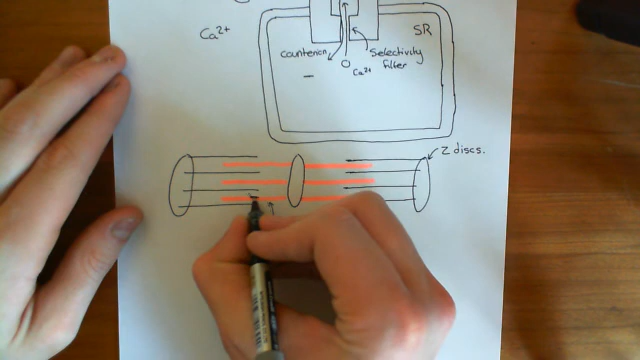 Ca²⁺
SR
Counterion
Selectivity
filter
Ca²⁺
Z discs.